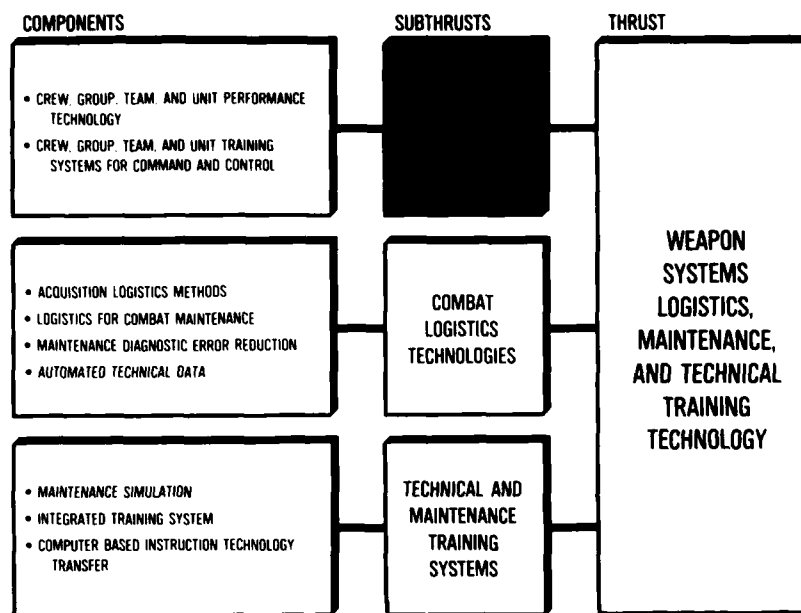 COMPONENTS
SUBTHRUSTS
THRUST
• CREW, GROUP, TEAM, AND UNIT PERFORMANCE
TECHNOLOGY
• CREW, GROUP, TEAM, AND UNIT TRAINING
SYSTEMS FOR COMMAND AND CONTROL
• ACQUISITION LOGISTICS METHODS
• LOGISTICS FOR COMBAT MAINTENANCE
• MAINTENANCE DIAGNOSTIC ERROR REDUCTION
• AUTOMATED TECHNICAL DATA
COMBAT
LOGISTICS
TECHNOLOGIES
• MAINTENANCE SIMULATION
• INTEGRATED TRAINING SYSTEM
• COMPUTER BASED INSTRUCTION TECHNOLOGY
TRANSFER
TECHNICAL AND
MAINTENANCE
TRAINING
SYSTEMS
WEAPON
SYSTEMS
LOGISTICS,
MAINTENANCE,
AND TECHNICAL
TRAINING
TECHNOLOGY